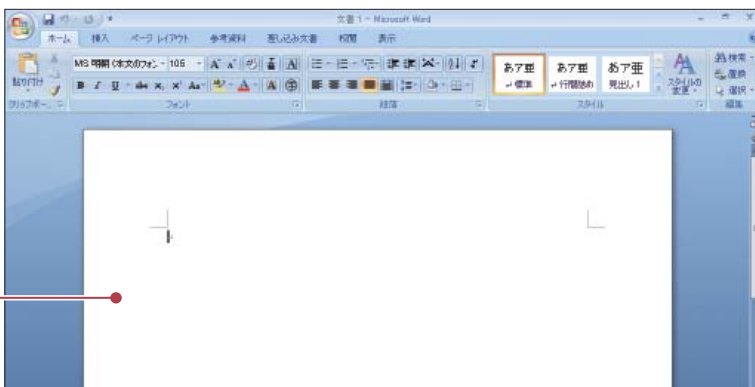 文書 1 - Microsoft Word
ホーム 挿入 ページ レイアウト 参考資料 差し込み文書 校閲 表示
MS 明朝 (本文のフォン 10.5
貼り付け
B I U abc x₂ x² Aa A A
あア亜 あア亜 あア亜
標準 行間詰め 見出し 1
スタイルの変更
検索
置換
選択
クリップボー... フォント 段落 スタイル 編集